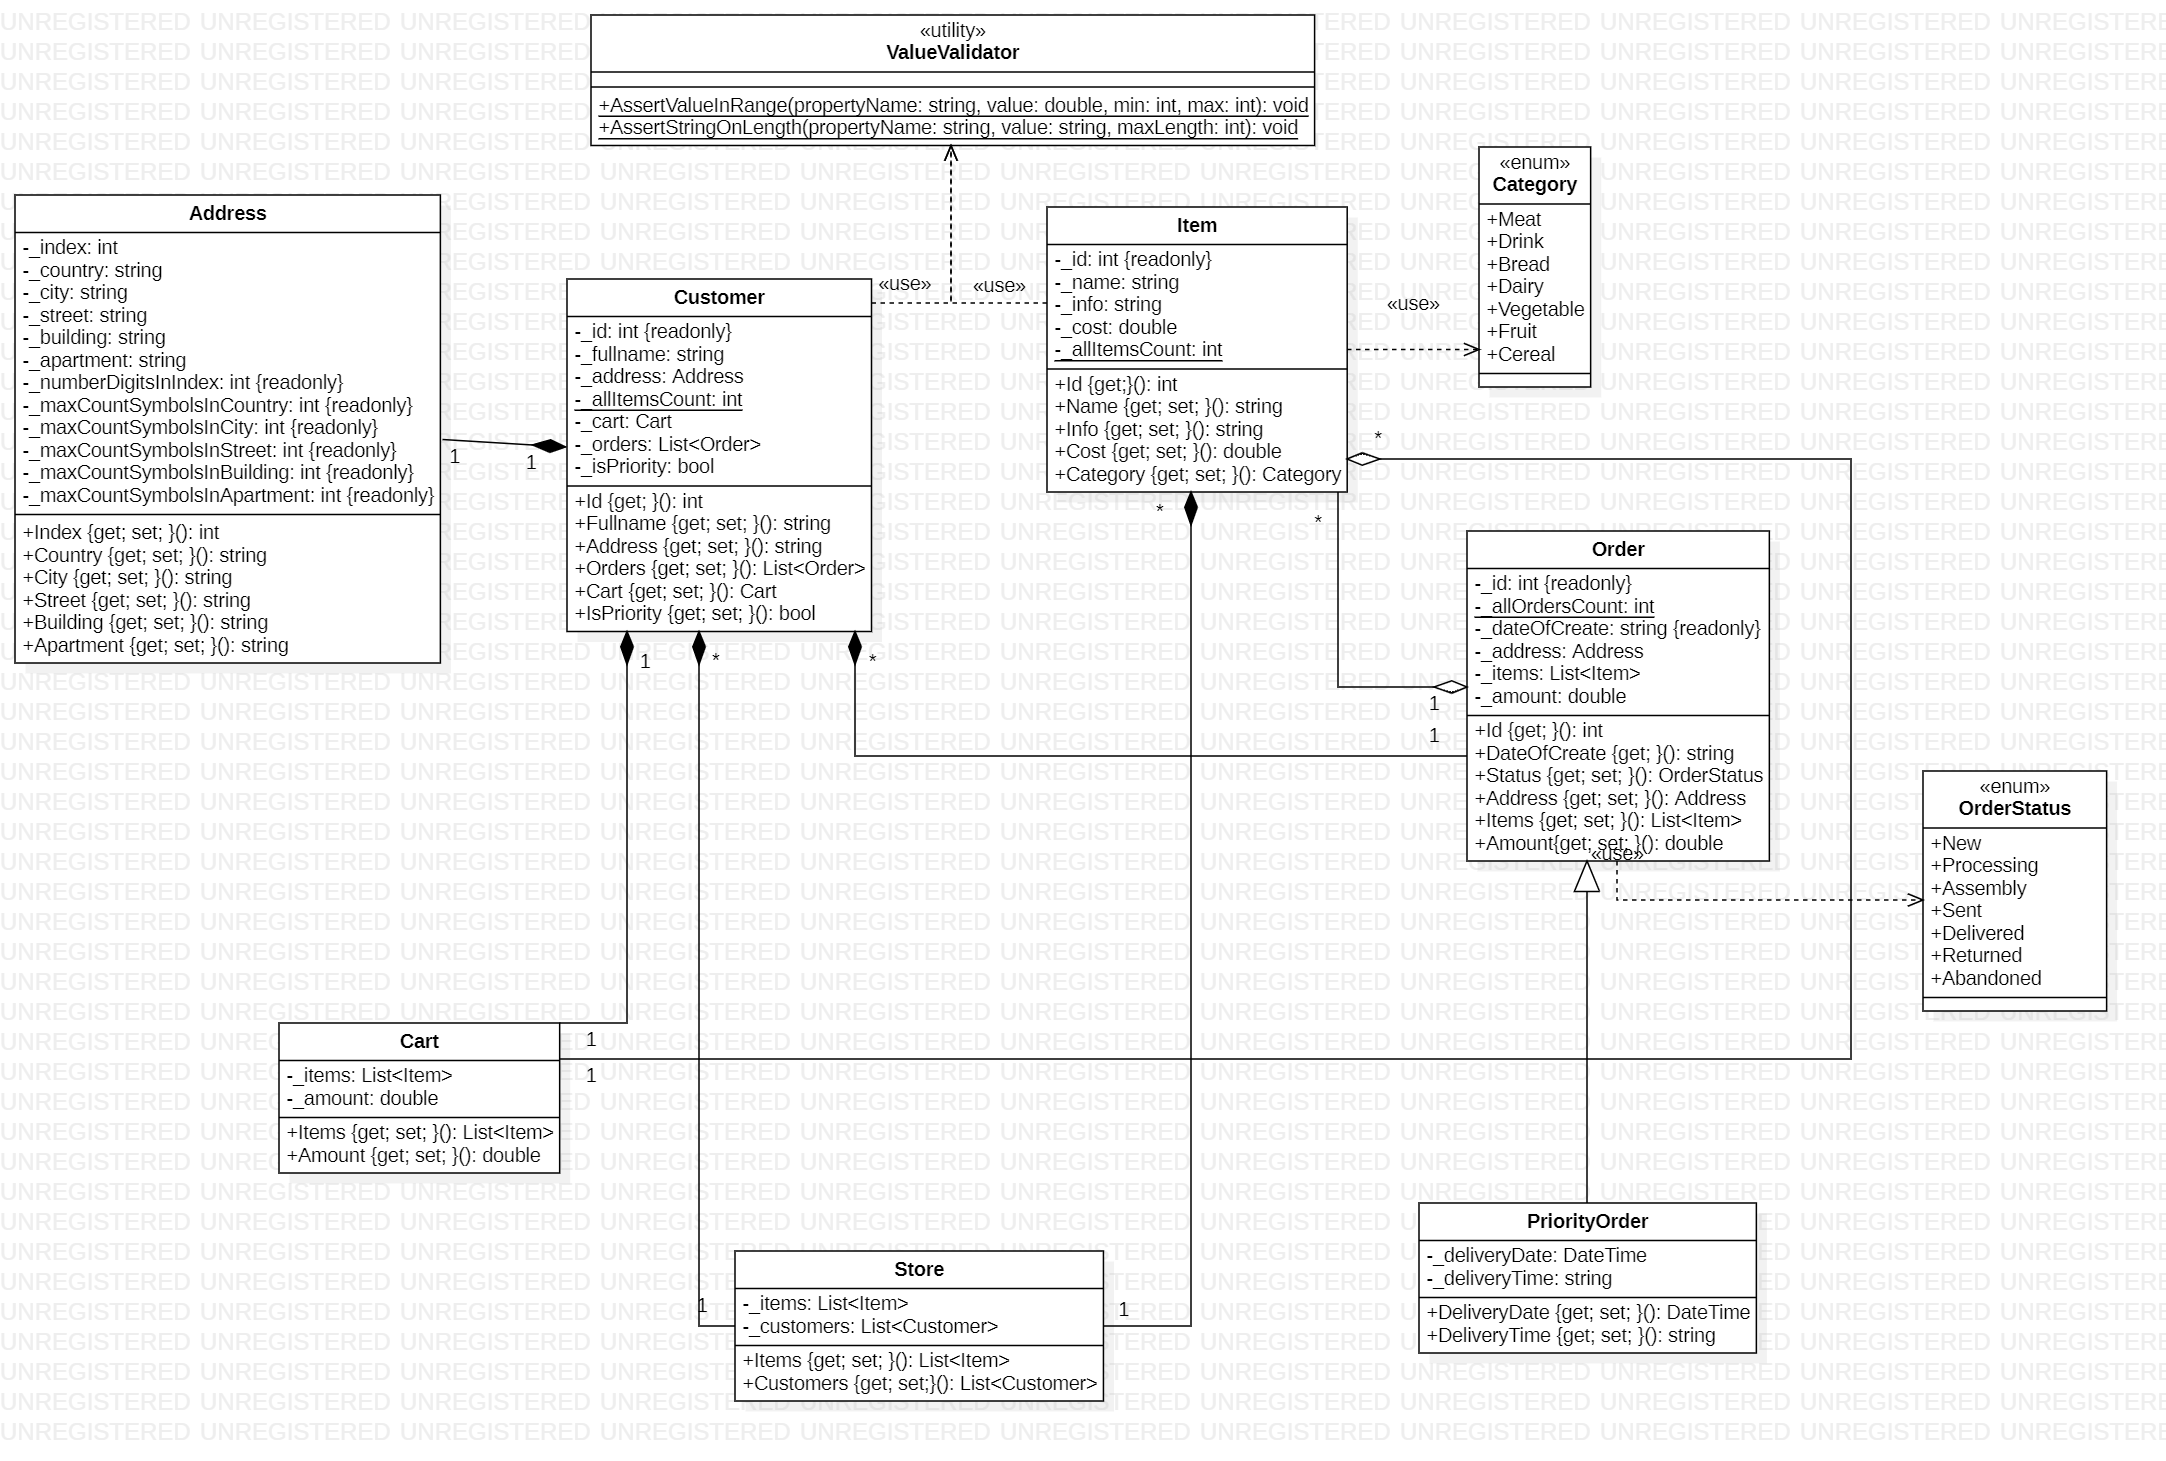 «utility»
ValueValidator
+AssertValueInRange(propertyName: string, value: double, min: int, max: int): void
+AssertStringOnLength(propertyName: string, value: string, maxLength: int): void
«enum»
Category
+Meat
+Drink
+Bread
+Dairy
+Vegetable
+Fruit
+Cereal
Address
-_index: int
-_country: string
-_city: string
-_street: string
-_building: string
-_apartment: string
-_numberDigitsInIndex: int {readonly}
-_maxCountSymbolsInCountry: int {readonly}
-_maxCountSymbolsInCity: int {readonly}
-_maxCountSymbolsInStreet: int {readonly}
-_maxCountSymbolsInBuilding: int {readonly}
-_maxCountSymbolsInApartment: int {readonly}
+Index {get; set; }(): int
+Country {get; set; }(): string
+City {get; set; }(): string
+Street {get; set; }(): string
+Building {get; set; }(): string
+Apartment {get; set; }(): string
1
1
Customer
-_id: int {readonly}
-_fullname: string
-_address: Address
-_allItemsCount: int
-_cart: Cart
-_orders: List<Order>
-_isPriority: bool
+Id {get; }(): int
+Fullname {get; set; }(): string
+Address {get; set; }(): string
+Orders {get; set; }(): List<Order>
+Cart {get; set; }(): Cart
+IsPriority {get; set; }(): bool
«use»
«use»
Item
-_id: int {readonly}
-_name: string
-_info: string
-_cost: double
-_allItemsCount: int
+Id {get;}(): int
+Name {get; set; }(): string
+Info {get; set; }(): string
+Cost {get; set; }(): double
+Category {get; set; }(): Category
«use»
*
*
*
1
*
*
Order
-_id: int {readonly}
-_allOrdersCount: int
-_dateOfCreate: string {readonly}
-_address: Address
-_items: List<Item>
-_amount: double
+Id {get; }(): int
+DateOfCreate {get; }(): string
+Status {get; set; }(): OrderStatus
+Address {get; set; }(): Address
+Items {get; set; }(): List<Item>
+Amount{get; set; }(): double
1
1
«use»
«enum»
OrderStatus
+New
+Processing
+Assembly
+Sent
+Delivered
+Returned
+Abandoned
Cart
-_items: List<Item>
-_amount: double
+Items {get; set; }(): List<Item>
+Amount {get; set; }(): double
1
1
Store
-_items: List<Item>
-_customers: List<Customer>
+Items {get; set; }(): List<Item>
+Customers {get; set;}(): List<Customer>
1
1
PriorityOrder
-_deliveryDate: DateTime
-_deliveryTime: string
+DeliveryDate {get; set; }(): DateTime
+DeliveryTime {get; set; }(): string
UNREGISTERED